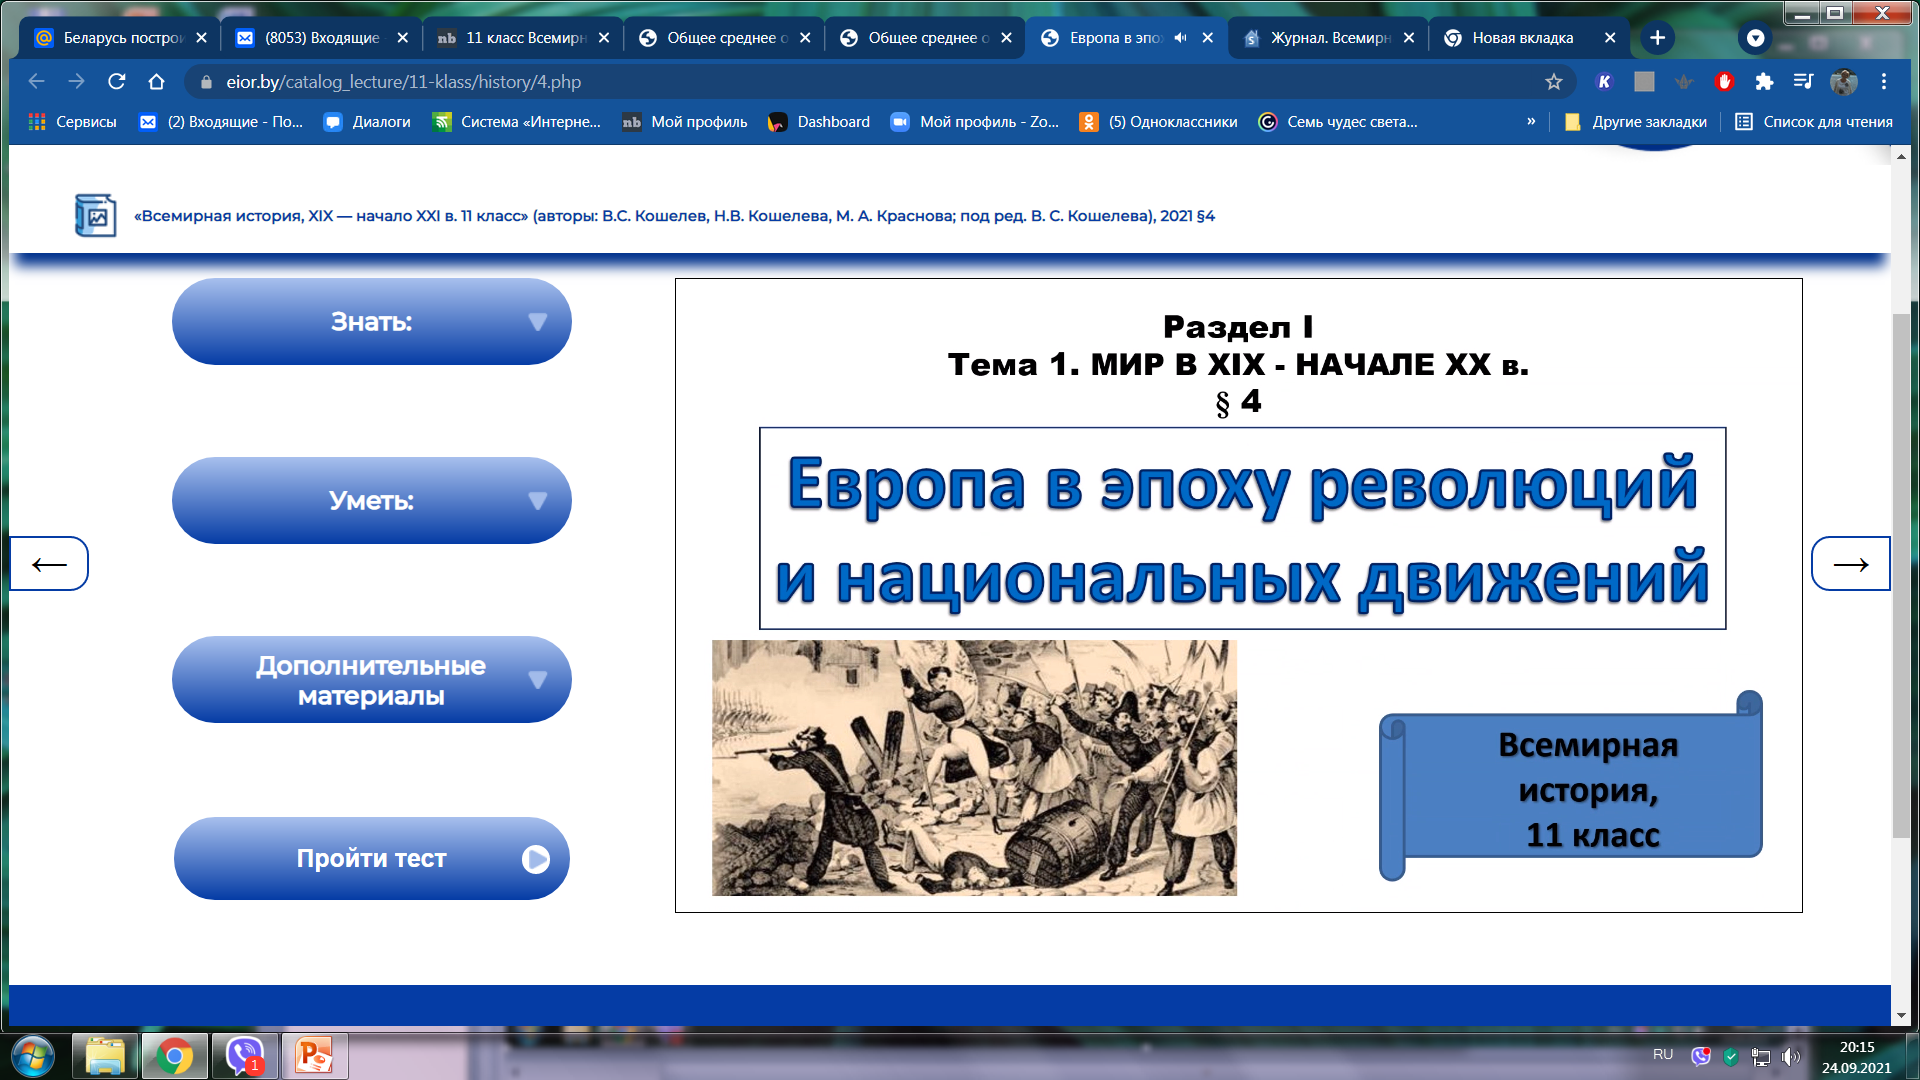 Беларусь построи
(8053) Входящие
11 класс Всемирн
Общее среднее о
Общее среднее о
Европа в эпох
Журнал. Всемирн
Новая вкладка
eior.by/catalog_lecture/11-klass/history/4.php
Сервисы
(2) Входящие - По...
Диалоги
Система «Интерне...
nb Мой профиль
Dashboard
Мой профиль - Zo...
(5) Одноклассники
Семь чудес света...
»
Другие закладки
Список для чтения
«Всемирная история, XIX — начало XXI в. 11 класс» (авторы: В.С. Кошелев, Н.В. Кошелева, М. А. Краснова; под ред. В. С. Кошелева), 2021 §4
Знать:
Уметь:
Дополнительные
материалы
Пройти тест
Раздел I
Тема 1. МИР В XIX - НАЧАЛЕ XX в.
§ 4
Европа в эпоху революций
и национальных движений
Всемирная
история,
11 класс
1
RU
20:15
24.09.2021